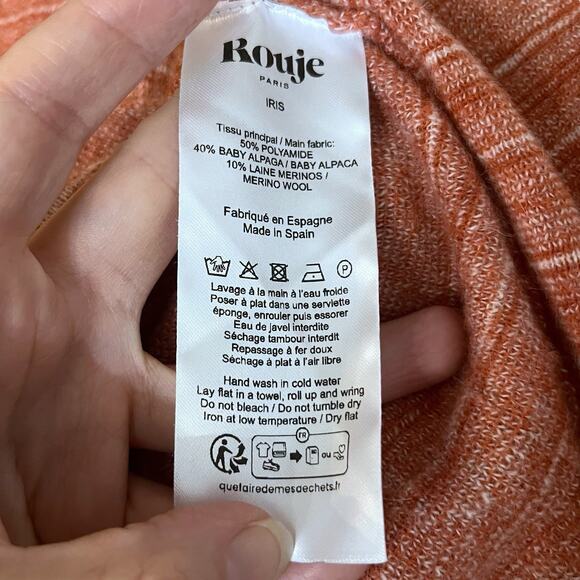 Rouje
PARIS
IRIS
Tissu principal / Main fabric:
50% POLYAMIDE
40% BABY ALPAGA / BABY ALPACA
10% LAINE MERINOS /
MERINO WOOL
Fabriqué en Espagne
Made in Spain
P
Lavage à la main à l'eau froide
Poser à plat dans une serviette
éponge, enrouler puis essorer
Eau de javel interdite
Séchage tambour interdit
Repassage à fer doux
Séchage à plat à l'air libre
Hand wash in cold water
Lay flat in a towel, roll up and wring
Do not bleach / Do not tumble dry
Iron at low temperature / Dry flat
FR
ou
quefairedemesdechets.fr